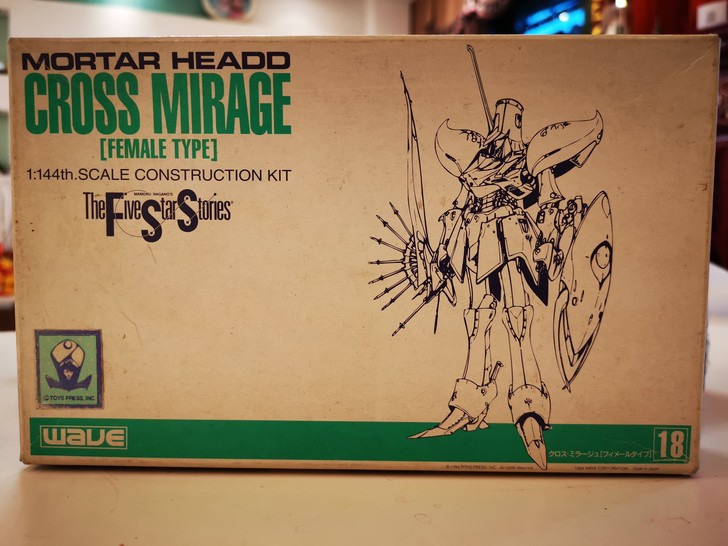 MORTAR HEADD
CROSS MIRAGE
[FEMALE TYPE]
1:144th.SCALE CONSTRUCTION KIT
MAMORU NAGANO'S
The Five Star Stories
© TOYS PRESS, INC.
wave
クロス・ミラージュ[フィメールタイプ] 18